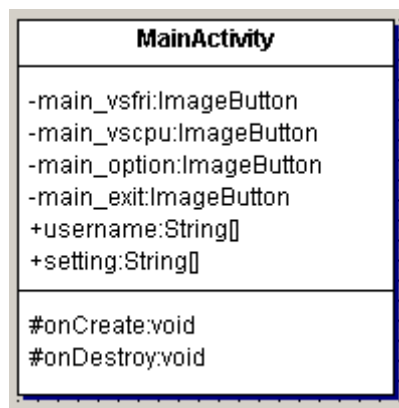 MainActivity
-main_vsfri:ImageButton
-main_vscpu:ImageButton
-main_option:ImageButton
-main_exit:ImageButton
+username:String[]
+setting:String[]
#onCreate:void
#onDestroy:void